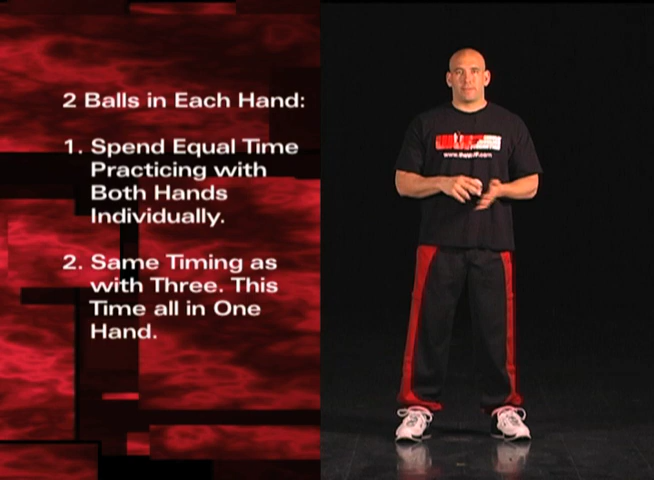 2 Balls in Each Hand:
1. Spend Equal Time
Practicing with
Both Hands
Individually.
2. Same Timing as
with Three. This
Time all in One
Hand.